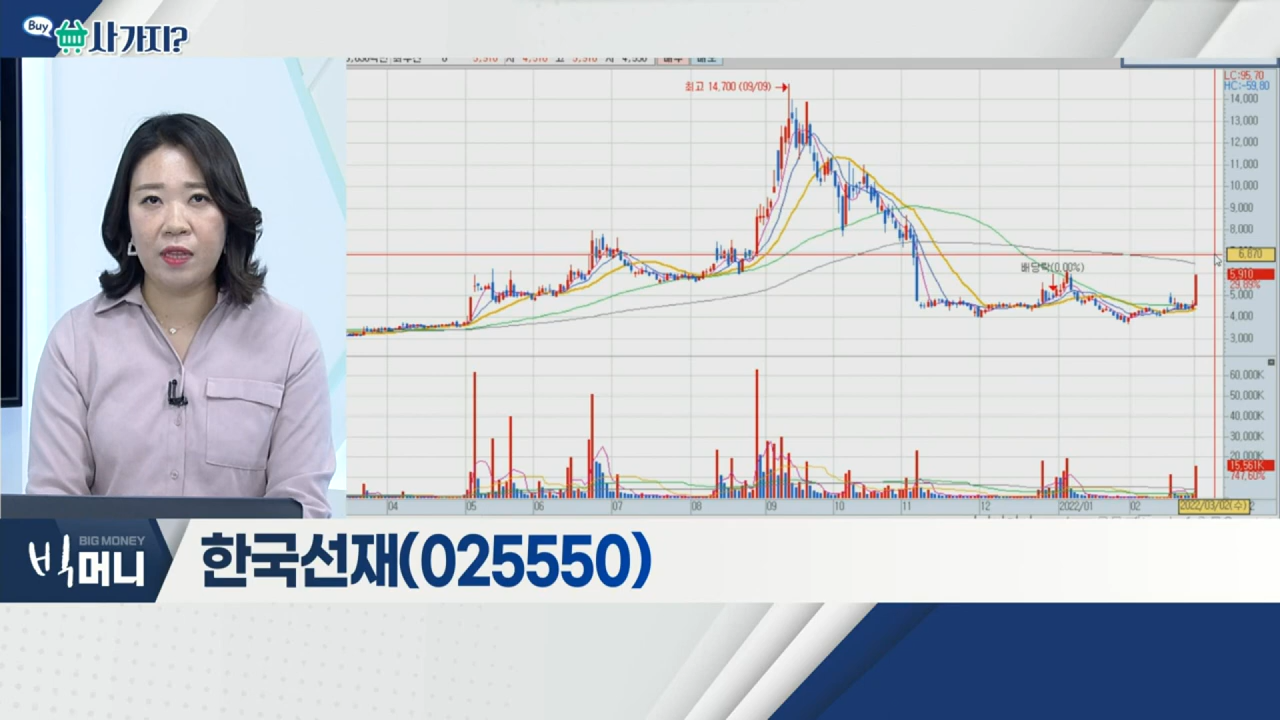 Buy 사가지?
최고 14,700 (09/09)
LC:95.70
HC:-59.80
14,000
13,000
12,000
11,000
10,000
9,000
8,000
6,870
배당락(0.00%)
5,910
29.89%
5,000
4,000
3,000
60,000K
50,000K
40,000K
30,000K
20,000K
15,561K
747.60%
04 05 06 07 08 09 10 11 12 2022/01 02 2022/03/02(수)
BIG MONEY
빅머니 한국선재(025550)